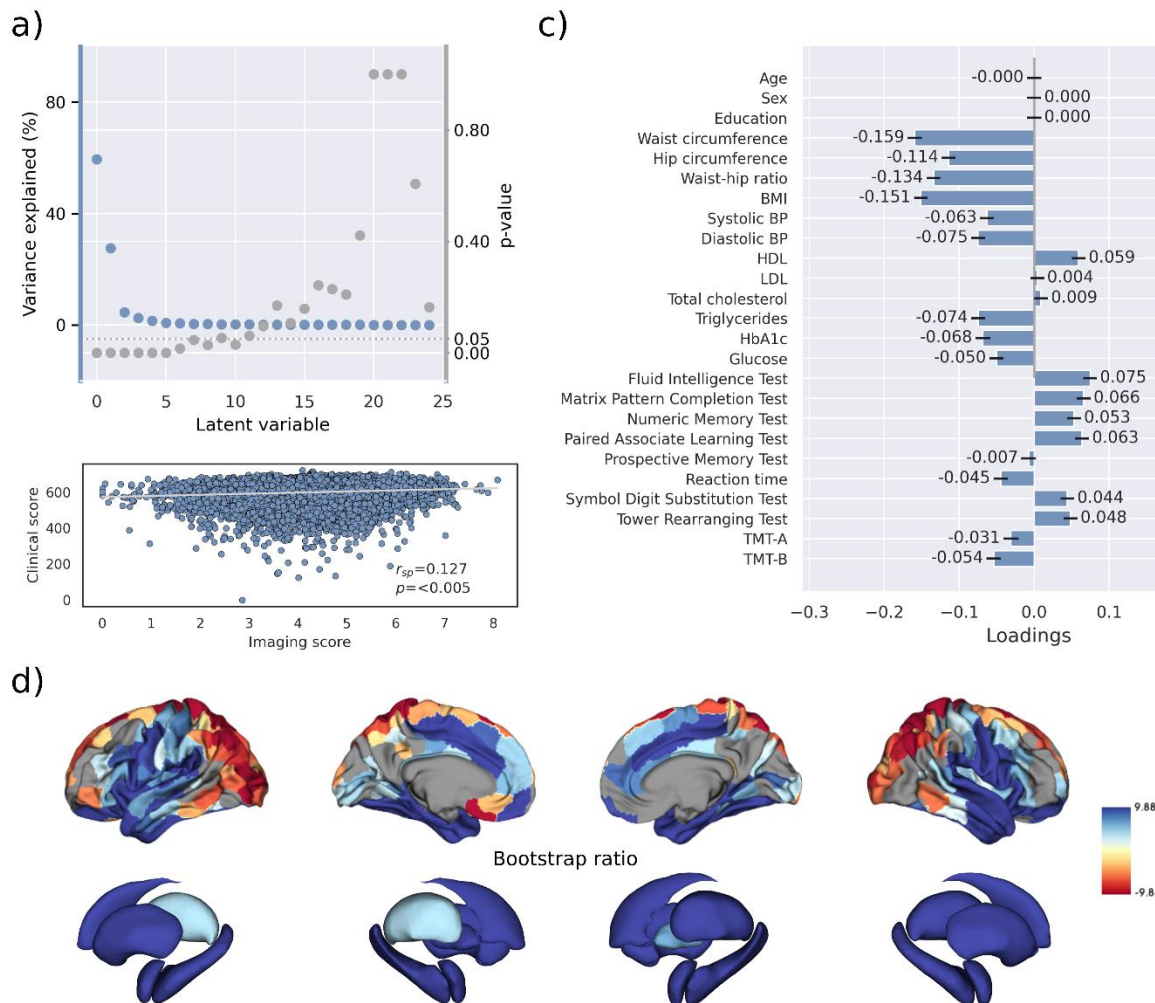 a)
Variance explained (%)
80
40
0
0.80
0.40
0.05
0.00
p-value
0 5 10 15 20 25
Latent variable
Clinical score
600
400
200
0
rsp=0.127
p=<0.005
0 1 2 3 4 5 6 7 8
Imaging score
c)
Age -0.000
Sex 0.000
Education 0.000
Waist circumference -0.159
Hip circumference -0.114
Waist-hip ratio -0.134
BMI -0.151
Systolic BP -0.063
Diastolic BP -0.075
HDL 0.059
LDL 0.004
Total cholesterol 0.009
Triglycerides -0.074
HbA1c -0.068
Glucose -0.050
Fluid Intelligence Test 0.075
Matrix Pattern Completion Test 0.066
Numeric Memory Test 0.053
Paired Associate Learning Test 0.063
Prospective Memory Test -0.007
Reaction time -0.045
Symbol Digit Substitution Test 0.044
Tower Rearranging Test 0.048
TMT-A -0.031
TMT-B -0.054
−0.3 −0.2 −0.1 0.0 0.1
Loadings
d)
Bootstrap ratio
9.88
-9.8